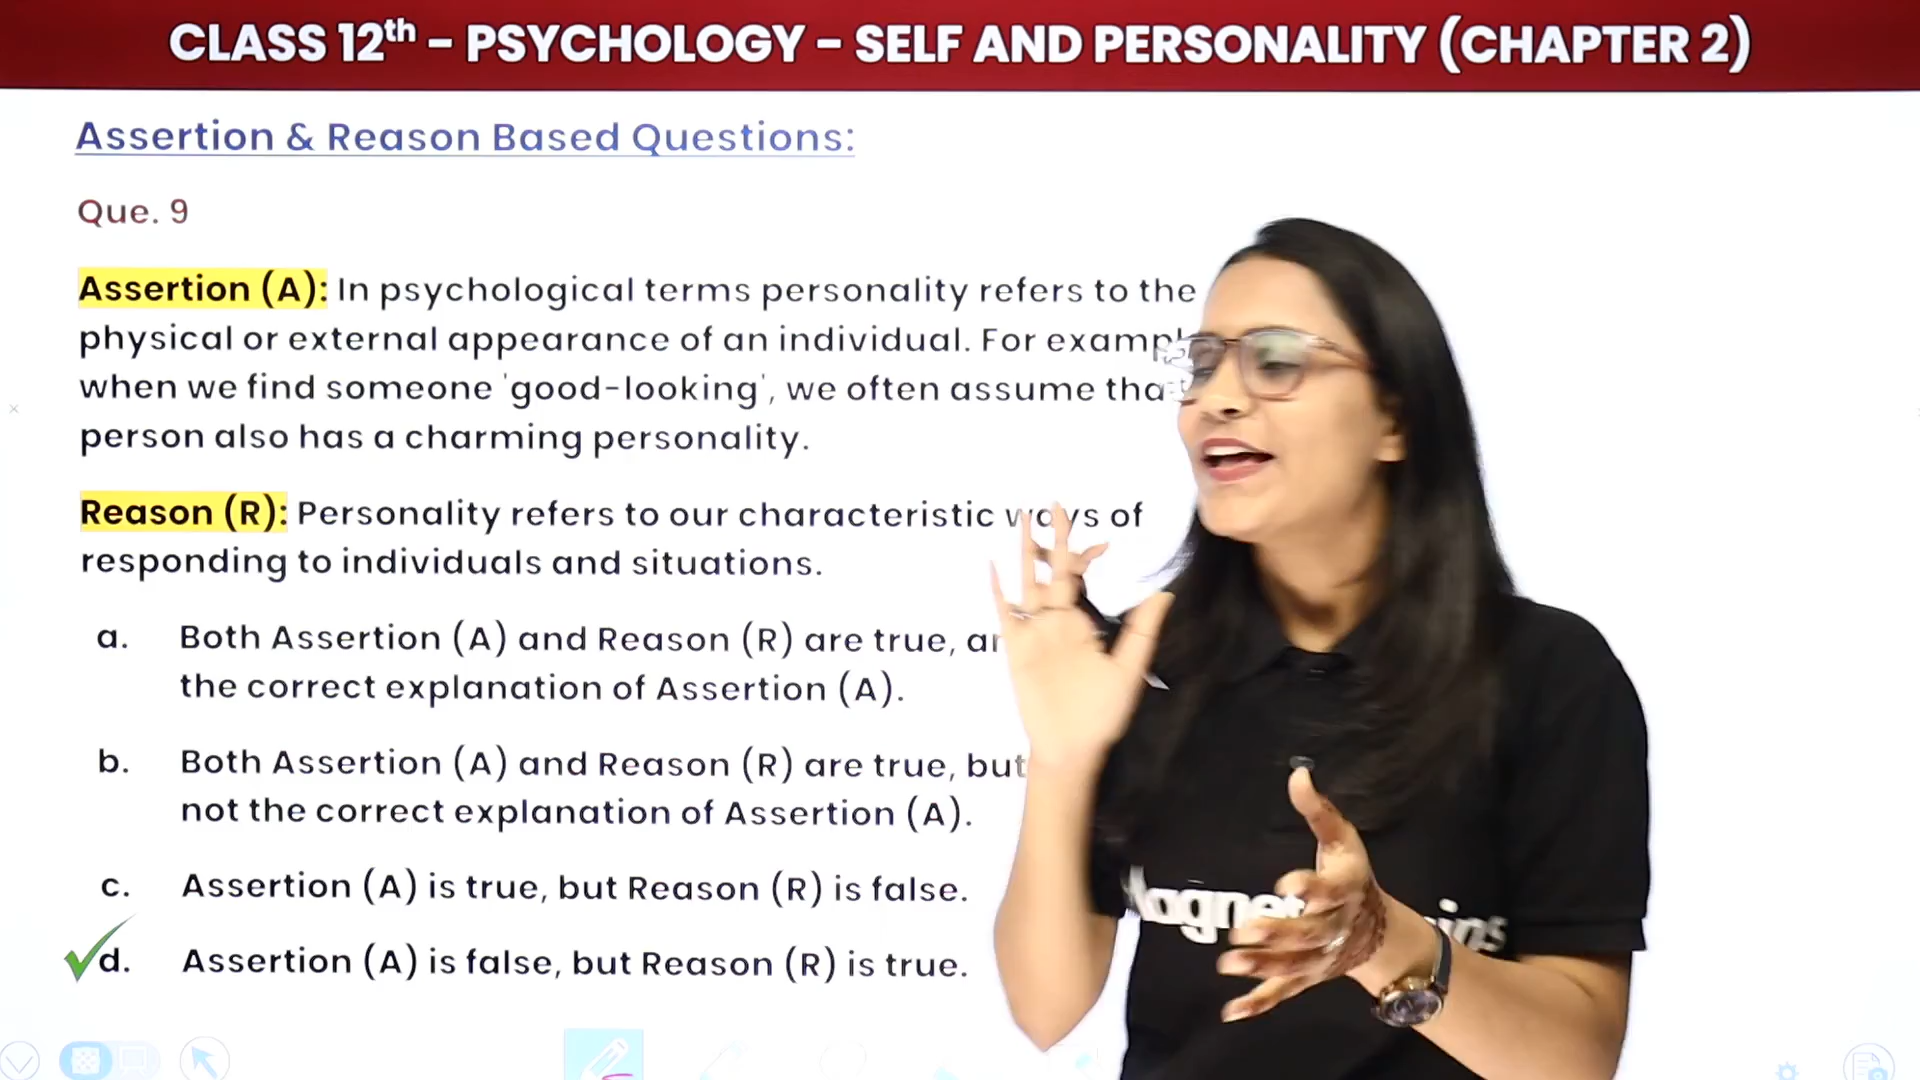 CLASS 12th - PSYCHOLOGY - SELF AND PERSONALITY (CHAPTER 2)
Assertion & Reason Based Questions:
Que. 9
Assertion (A): In psychological terms personality refers to the
physical or external appearance of an individual. For
when we find someone 'good-looking', we often assume
person also has a charming personality.
Reason (R): Personality refers to our characteristic ways of
responding to individuals and situations.
a. Both Assertion (A) and Reason (R) are true,
the correct explanation of Assertion (A).
b. Both Assertion (A) and Reason (R) are true, but
not the correct explanation of Assertion (A).
c. Assertion (A) is true, but Reason (R) is false.
d. Assertion (A) is false, but Reason (R) is true.